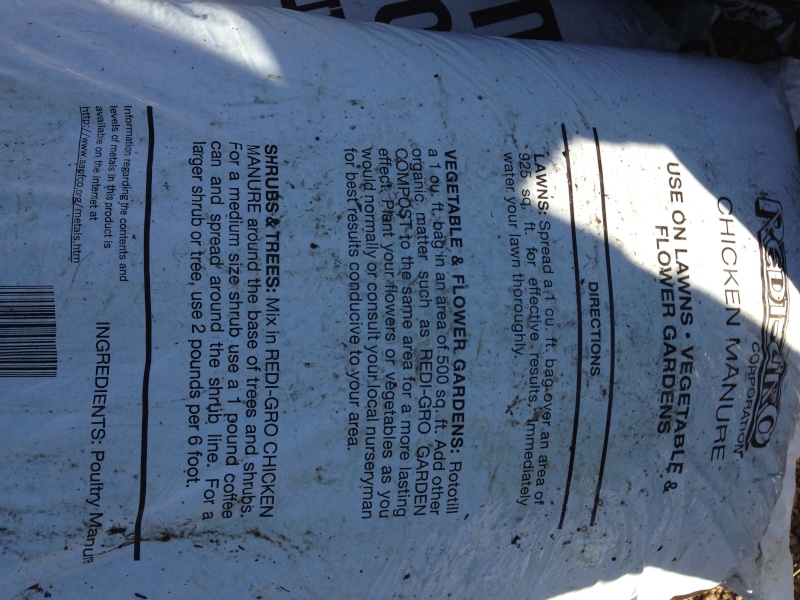 REDI-GRO
CORPORATION
CHICKEN MANURE
USE ON LAWNS • VEGETABLE &
FLOWER GARDENS
DIRECTIONS
LAWNS: Spread a 1 cu. ft. bag over an area of
925 sq. ft. for effective results, immediately
water your lawn thoroughly.
VEGETABLE & FLOWER GARDENS: Rototill
a 1 cu. ft. bag in an area of 500 sq. ft. Add other
organic matter such as REDI-GRO GARDEN
COMPOST to the same area for a more lasting
effect. Plant your flowers or vegetables as you
would normally or consult your local nurseryman
for best results conducive to your area.
SHRUBS & TREES: Mix in REDI-GRO CHICKEN
MANURE around the base of trees and shrubs.
For a medium size shrub use a 1 pound coffee
can and spread around the shrub line. For a
larger shrub or tree, use 2 pounds per 6 foot.
Information regarding the contents and
levels of metals in this product is
available on the internet at
http://www.aapfco.org/metals.htm
INGREDIENTS: Poultry Manur